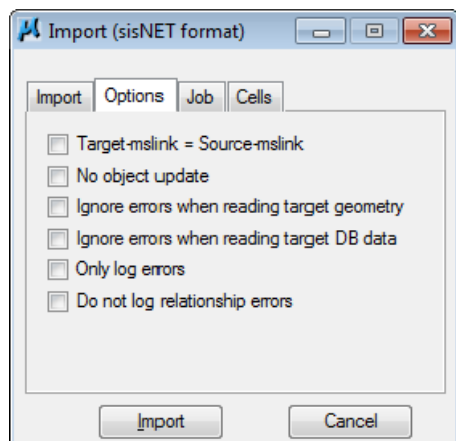 Import (sisNET format)
Import Options Job Cells
Target-mslink = Source-mslink
No object update
Ignore errors when reading target geometry
Ignore errors when reading target DB data
Only log errors
Do not log relationship errors
Import Cancel